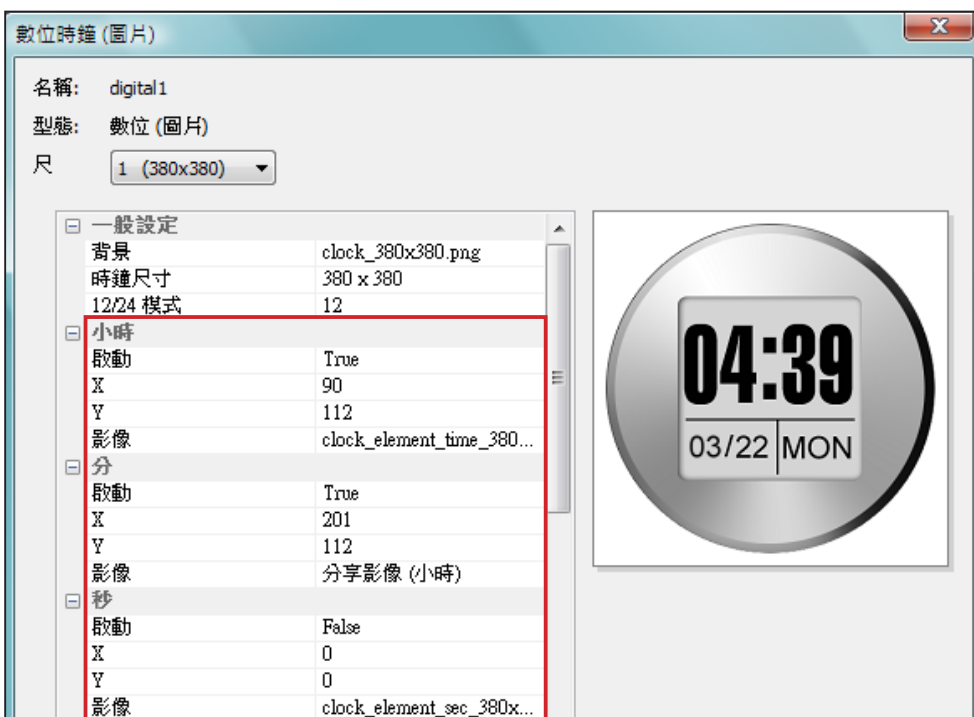 數位時鐘 (圖片)
名稱: digital1
型態: 數位 (圖片)
尺 1 (380x380)
一般設定
背景 clock_380x380.png
時鐘尺寸 380 x 380
12/24 模式 12
小時
啟動 True
X 90
Y 112
影像 clock_element_time_380...
分
啟動 True
X 201
Y 112
影像 分享影像 (小時)
秒
啟動 False
X 0
Y 0
影像 clock_element_sec_380x...
04:39
03/22 MON